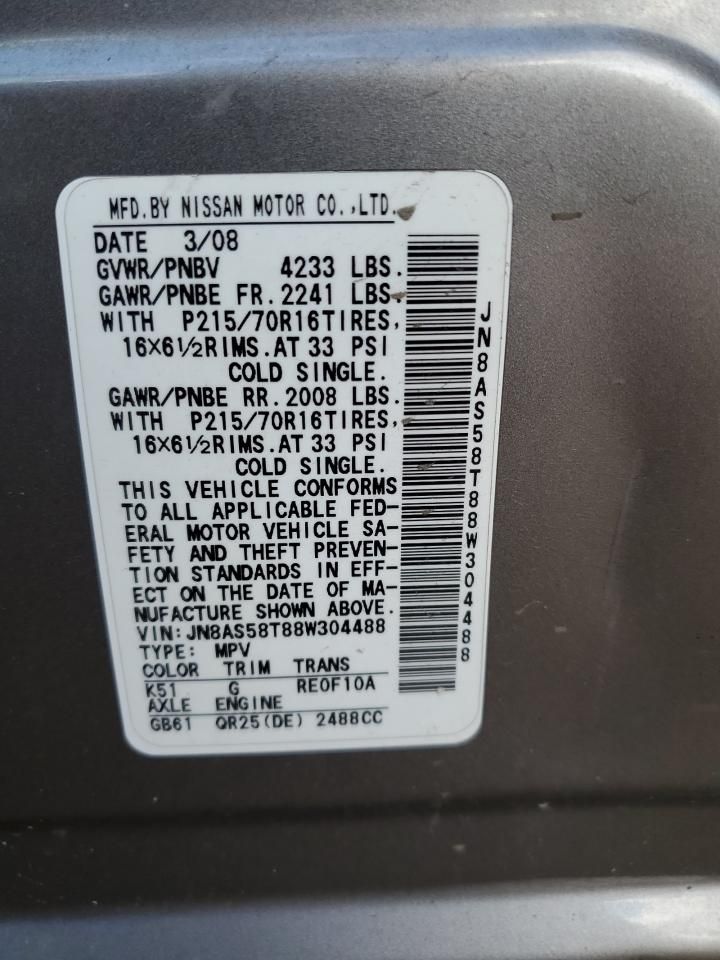 MFD.BY NISSAN MOTOR CO.,LTD.
DATE 3/08
GVWR/PNBV 4233 LBS.
GAWR/PNBE FR.2241 LBS.
WITH P215/70R16TIRES,
16X6½RIMS.AT 33 PSI
COLD SINGLE.
GAWR/PNBE RR.2008 LBS.
WITH P215/70R16TIRES,
16X6½RIMS.AT 33 PSI
COLD SINGLE.
THIS VEHICLE CONFORMS
TO ALL APPLICABLE FED-
ERAL MOTOR VEHICLE SA-
FETY AND THEFT PREVEN-
TION STANDARDS IN EFF-
ECT ON THE DATE OF MA-
NUFACTURE SHOWN ABOVE.
VIN:JN8AS58T88W304488
TYPE: MPV
COLOR TRIM TRANS
K51 G RE0F10A
AXLE ENGINE
GB61 QR25(DE) 2488CC
JN8AS58T88W304488